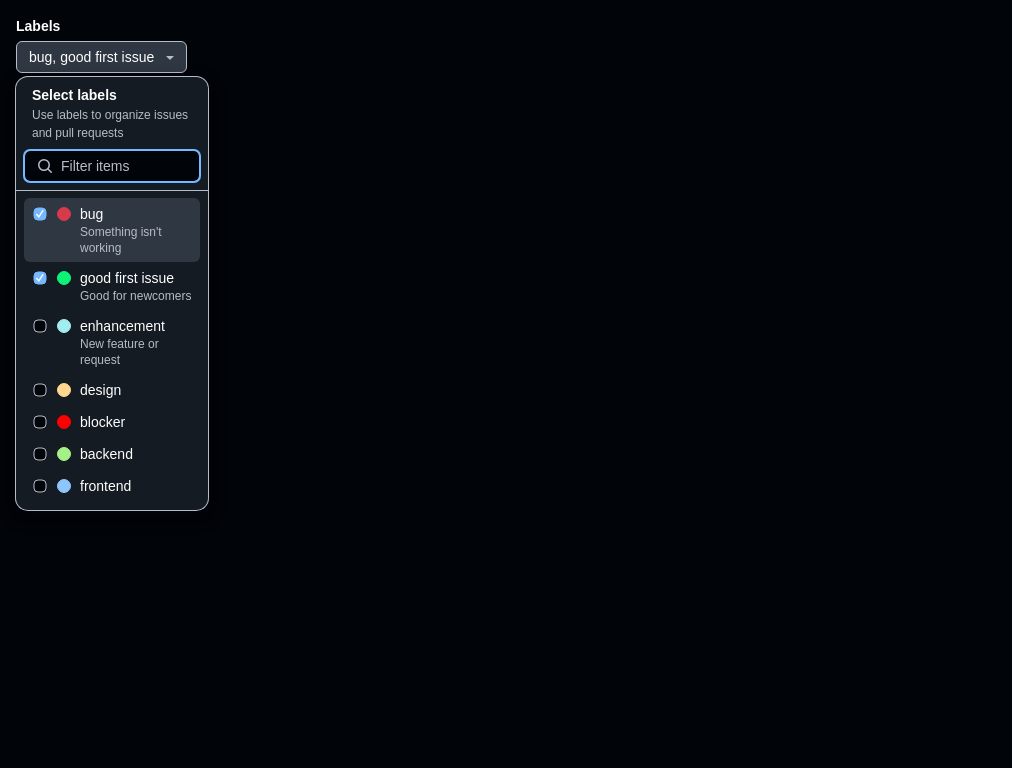 Labels
bug, good first issue
Select labels
Use labels to organize issues
and pull requests
Filter items
bug
Something isn't
working
good first issue
Good for newcomers
enhancement
New feature or
request
design
blocker
backend
frontend